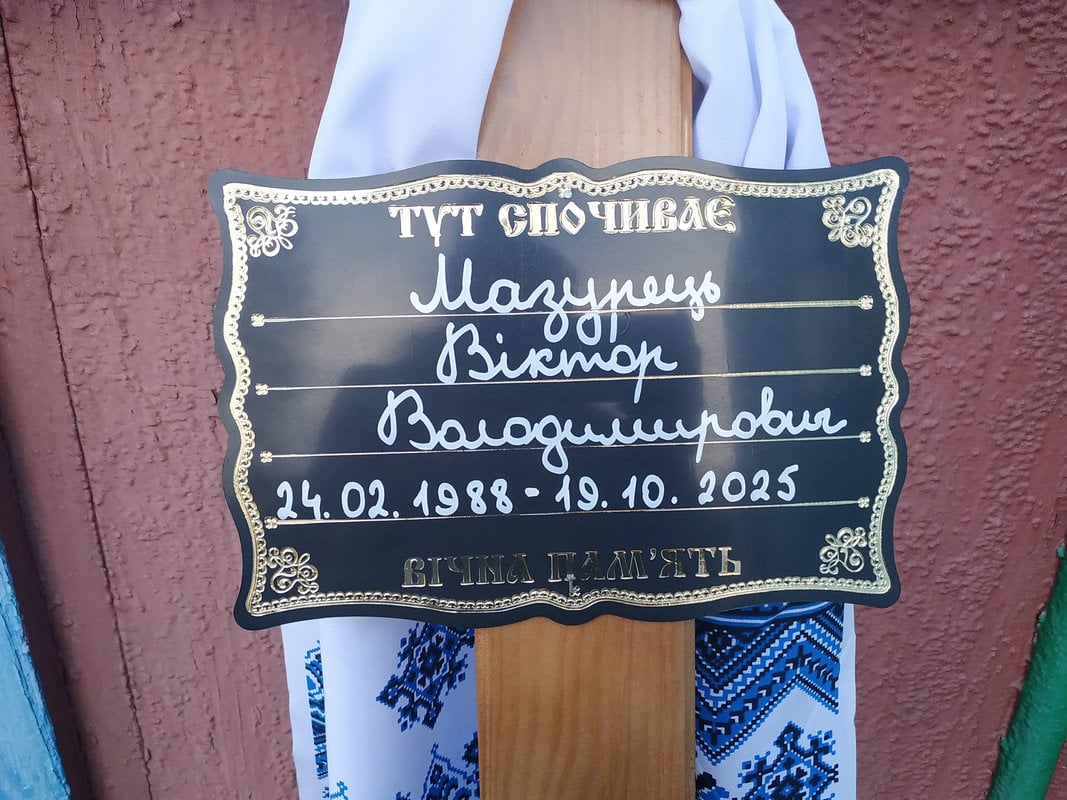 ТУТ СПОЧИВАЄ
Мазурець
Віктор
Володимирович
24.02.1988 - 19.10.2025
ВІЧНА ПАМ'ЯТЬ